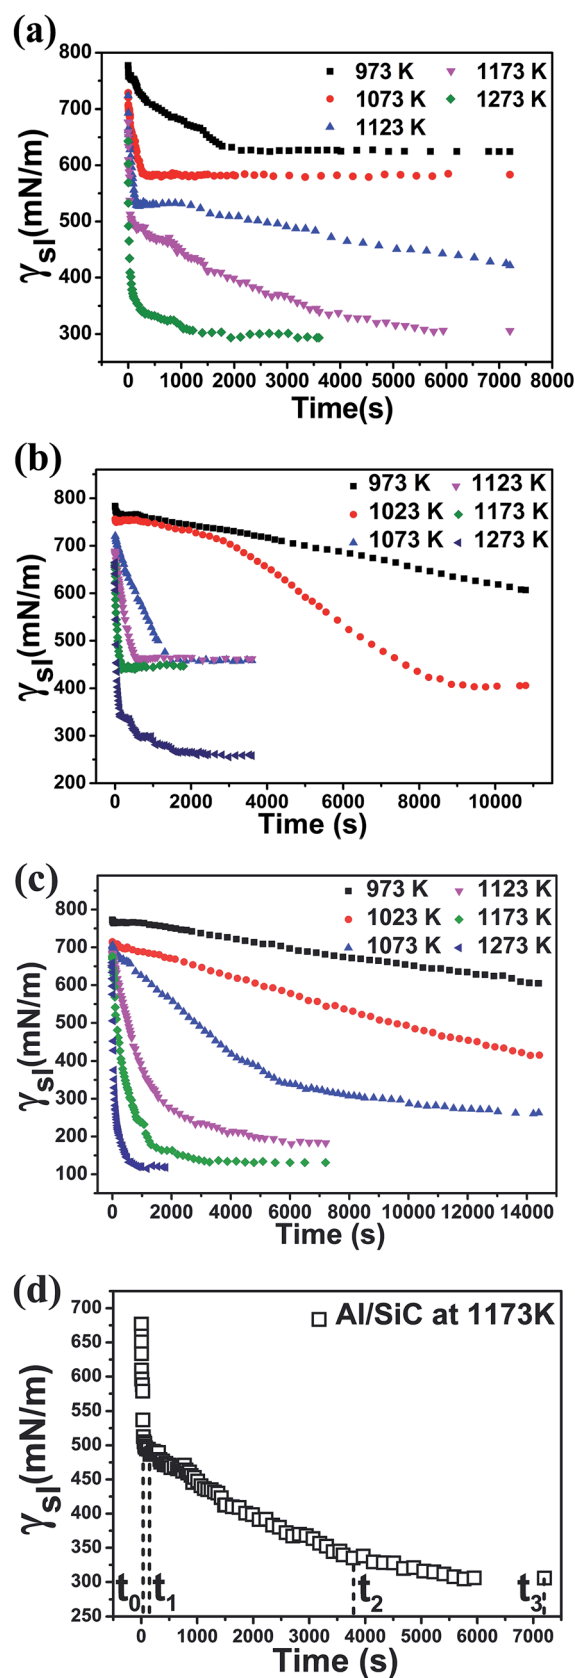 (a)
800
700
600
500
400
300
γsl(mN/m)
973 K
1173 K
1073 K
1273 K
1123 K
0 1000 2000 3000 4000 5000 6000 7000 8000
Time(s)
(b)
800
700
600
500
400
300
200
γsl(mN/m)
973 K
1123 K
1023 K
1173 K
1073 K
1273 K
0 2000 4000 6000 8000 10000
Time (s)
(c)
900
800
700
600
500
400
300
200
100
γsl(mN/m)
973 K
1123 K
1023 K
1173 K
1073 K
1273 K
0 2000 4000 6000 8000 10000 12000 14000
Time (s)
(d)
700
650
600
550
500
450
400
350
300
250
γsl(mN/m)
Al/SiC at 1173K
t0 t1 t2 t3
0 1000 2000 3000 4000 5000 6000 7000
Time (s)